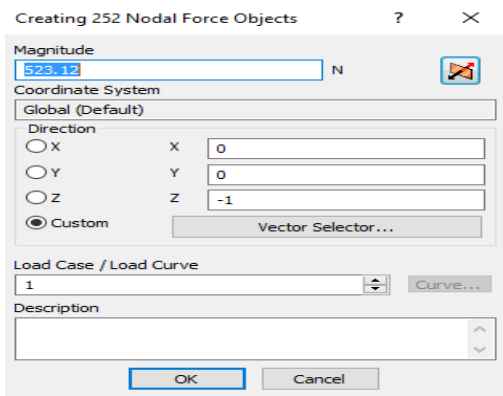 Creating 252 Nodal Force Objects ?
Magnitude
523.12 N
Coordinate System
Global (Default)
Direction
X X 0
Y Y 0
Z Z -1
Custom Vector Selector...
Load Case / Load Curve
1 Curve...
Description
OK Cancel